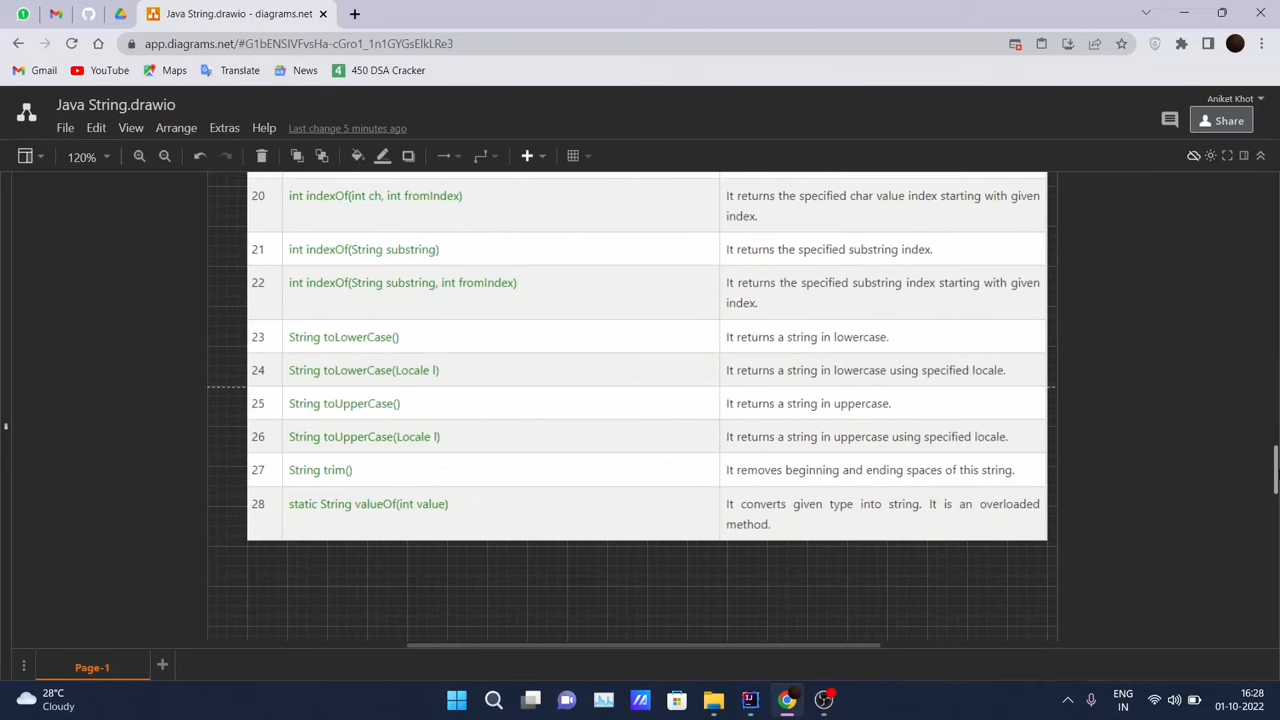 Java String.drawio - diagrams.net
app.diagrams.net/#G1bENSIVFvsHa-cGro1_1n1GYGsElkLRe3
Gmail YouTube Maps Translate News 4 450 DSA Cracker
Java String.drawio
Aniket Khot
File Edit View Arrange Extras Help Last change 5 minutes ago
Share
120%
20 int indexOf(int ch, int fromIndex) It returns the specified char value index starting with given
index.
21 int indexOf(String substring) It returns the specified substring index.
22 int indexOf(String substring, int fromIndex) It returns the specified substring index starting with given
index.
23 String toLowerCase() It returns a string in lowercase.
24 String toLowerCase(Locale l) It returns a string in lowercase using specified locale.
25 String toUpperCase() It returns a string in uppercase.
26 String toUpperCase(Locale l) It returns a string in uppercase using specified locale.
27 String trim() It removes beginning and ending spaces of this string.
28 static String valueOf(int value) It converts given type into string. It is an overloaded
method.
Page-1
28°C
Cloudy
ENG
IN
16:28
01-10-2022